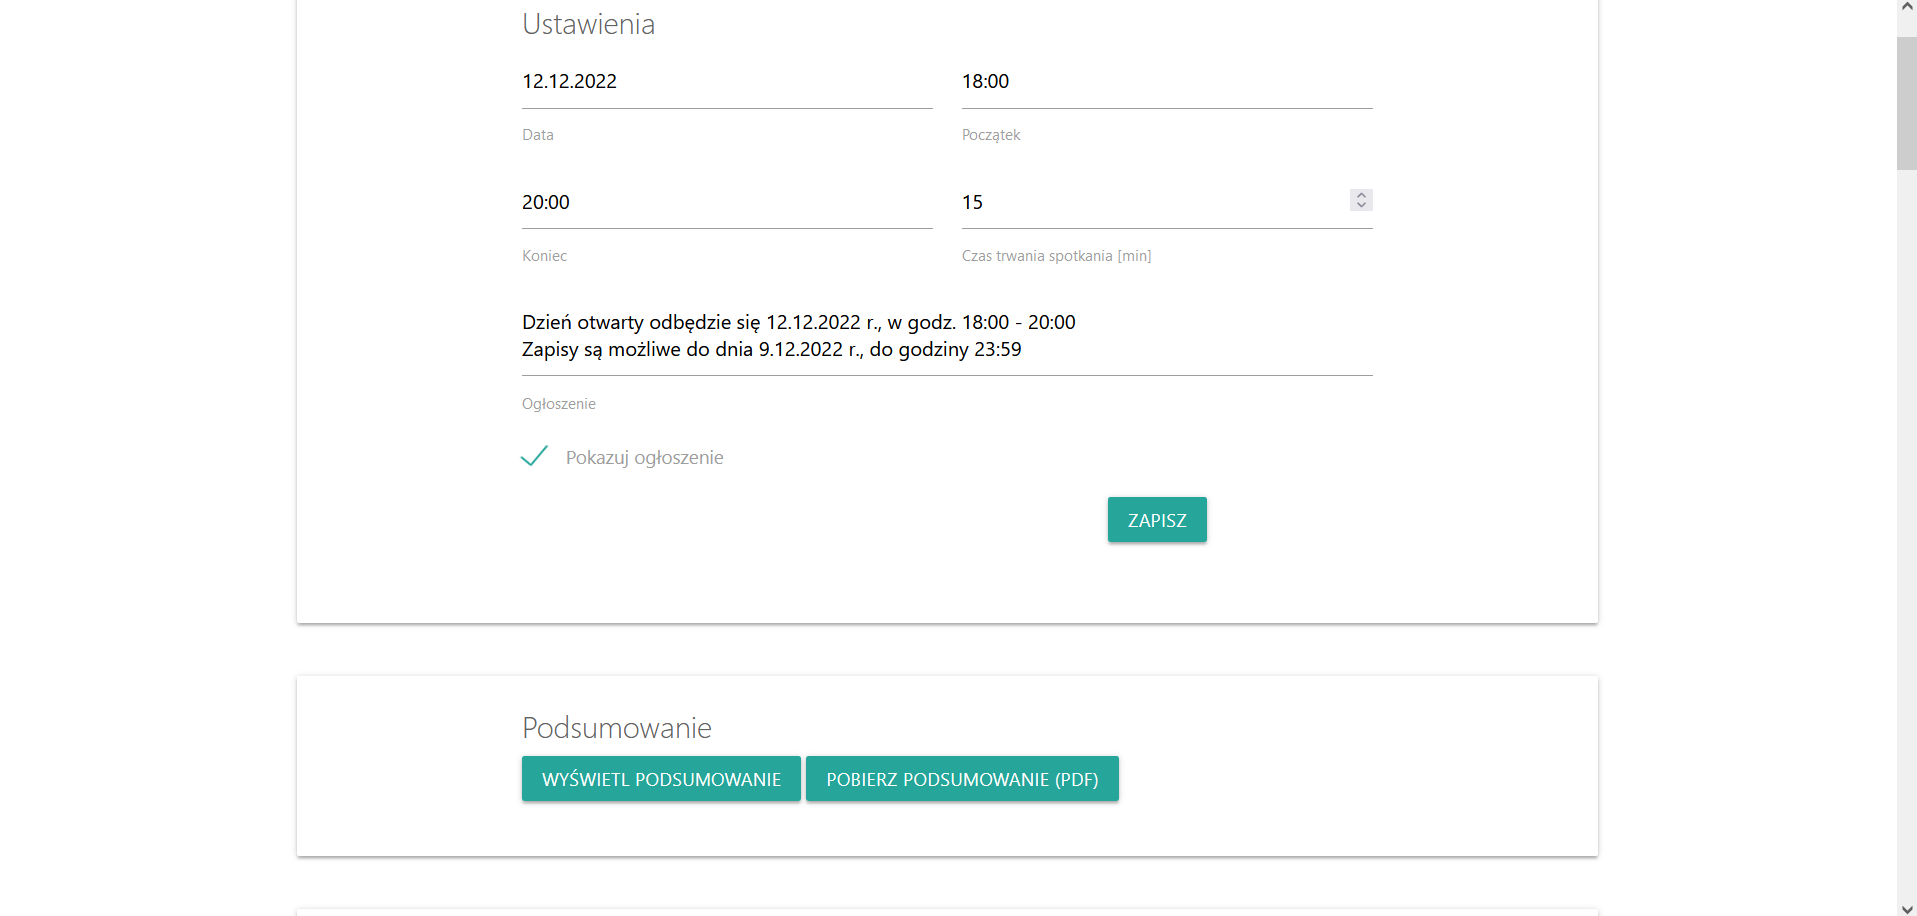 Ustawienia
12.12.2022
18:00
Data
Początek
20:00
15
Koniec
Czas trwania spotkania [min]
Dzień otwarty odbędzie się 12.12.2022 r., w godz. 18:00 - 20:00
Zapisy są możliwe do dnia 9.12.2022 r., do godziny 23:59
Ogłoszenie
Pokazuj ogłoszenie
ZAPISZ
Podsumowanie
WYŚWIETL PODSUMOWANIE
POBIERZ PODSUMOWANIE (PDF)